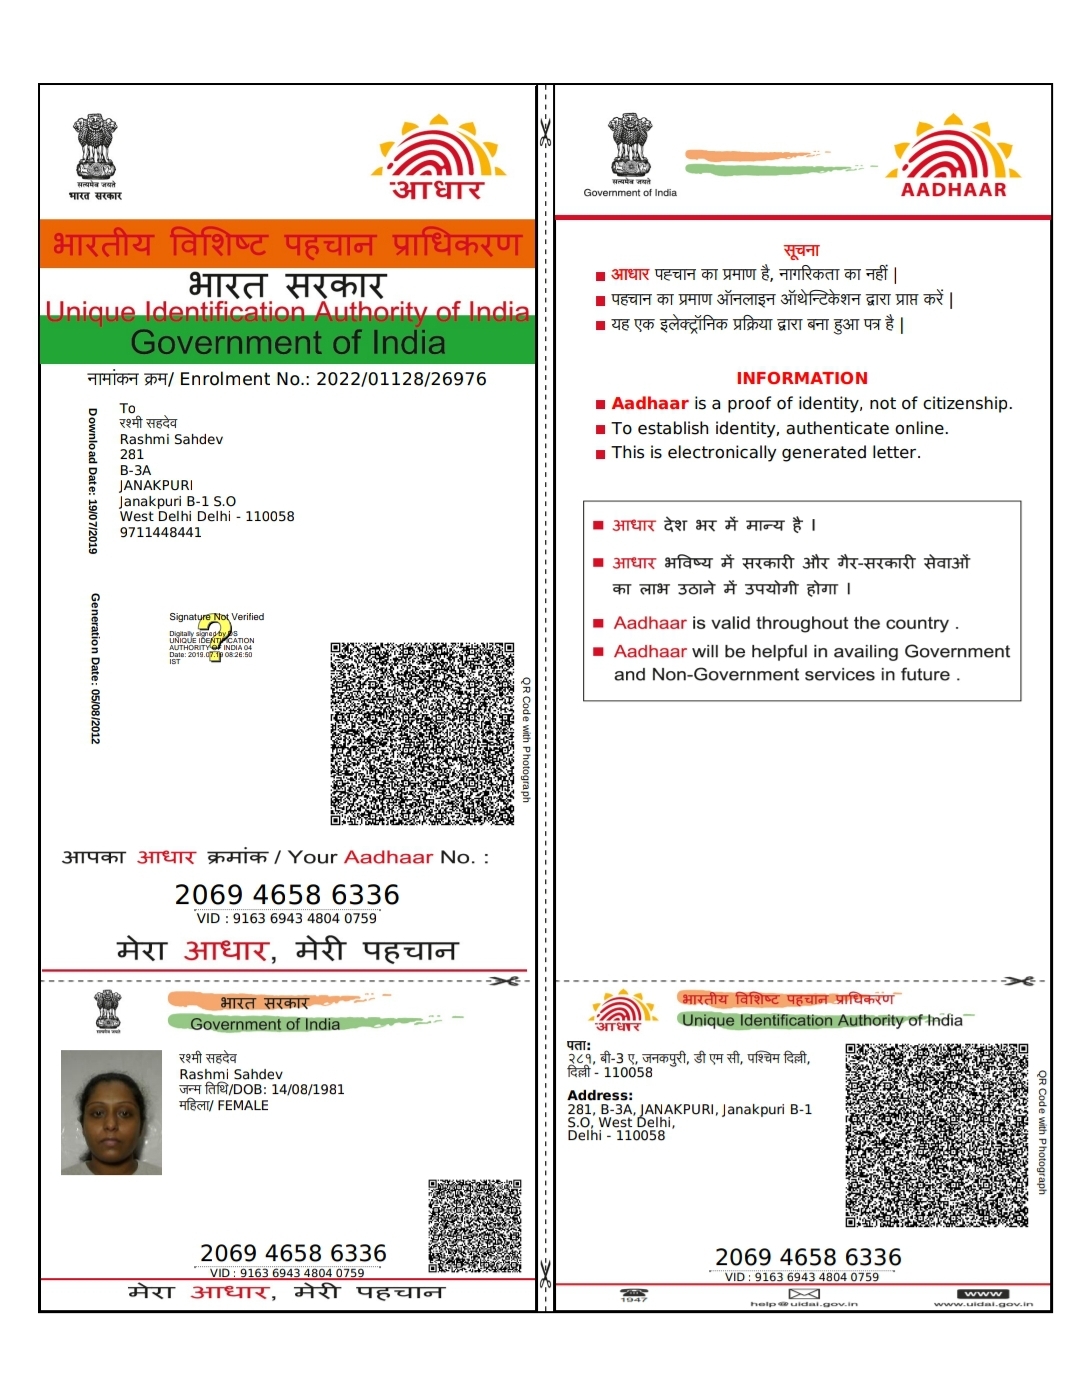 सत्यमेव जयते
भारत सरकार
आधार
भारतीय विशिष्ट पहचान प्राधिकरण
भारत सरकार
Unique Identification Authority of India
Government of India
नामांकन क्रम/ Enrolment No.: 2022/01128/26976
Download Date: 19/07/2019
To
रश्मी सहदेव
Rashmi Sahdev
281
B-3A
JANAKPURI
Janakpuri B-1 S.O
West Delhi Delhi - 110058
9711448441
Generation Date: 05/08/2012
Signature Not Verified
Digitally signed by DS
UNIQUE IDENTIFICATION
AUTHORITY OF INDIA 04
Date: 2019.07.19 08:26:50
IST
QR Code with Photograph
आपका आधार क्रमांक / Your Aadhaar No. :
2069 4658 6336
VID : 9163 6943 4804 0759
मेरा आधार, मेरी पहचान
भारत सरकार
Government of India
रश्मी सहदेव
Rashmi Sahdev
जन्म तिथि/DOB: 14/08/1981
महिला/ FEMALE
2069 4658 6336
VID : 9163 6943 4804 0759
मेरा आधार, मेरी पहचान
सत्यमेव जयते
Government of India
AADHAAR
सूचना
आधार पहचान का प्रमाण है, नागरिकता का नहीं |
पहचान का प्रमाण ऑनलाइन ऑथेन्टिकेशन द्वारा प्राप्त करें |
यह एक इलेक्ट्रॉनिक प्रक्रिया द्वारा बना हुआ पत्र है |
INFORMATION
Aadhaar is a proof of identity, not of citizenship.
To establish identity, authenticate online.
This is electronically generated letter.
आधार देश भर में मान्य है ।
आधार भविष्य में सरकारी और गैर-सरकारी सेवाओं
का लाभ उठाने में उपयोगी होगा ।
Aadhaar is valid throughout the country .
Aadhaar will be helpful in availing Government
and Non-Government services in future .
आधार
भारतीय विशिष्ट पहचान प्राधिकरण
Unique Identification Authority of India
पता:
२८१, बी-3 ए, जनकपुरी, डी एम सी, पश्चिम दिल्ली,
दिल्ली - 110058
Address:
281, B-3A, JANAKPURI, Janakpuri B-1
S.O, West Delhi,
Delhi - 110058
QR Code with Photograph
2069 4658 6336
VID : 9163 6943 4804 0759
1947
help@uidai.gov.in
WWW
www.uidai.gov.in